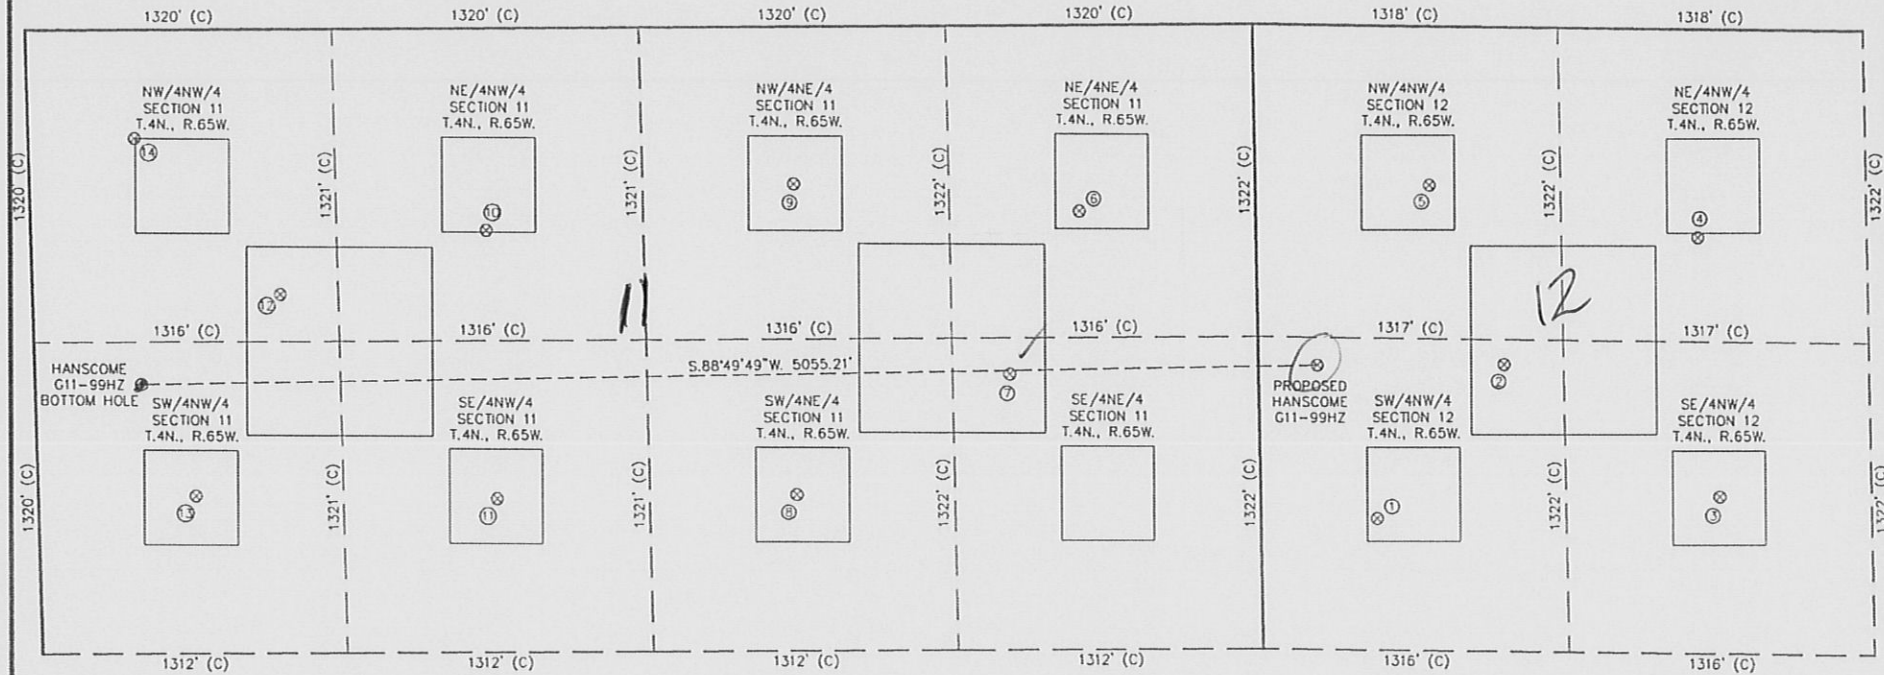 1320' (C)
1320' (C)
1320' (C)
1320' (C)
1318' (C)
1318' (C)
NW/4NW/4
SECTION 11
T.4N., R.65W.
NE/4NW/4
SECTION 11
T.4N., R.65W.
NW/4NE/4
SECTION 11
T.4N., R.65W.
NE/4NE/4
SECTION 11
T.4N., R.65W.
NW/4NW/4
SECTION 12
T.4N., R.65W.
NE/4NW/4
SECTION 12
T.4N., R.65W.
1320' (C)
14
1321' (C)
10
1321' (C)
9
1322' (C)
6
1322' (C)
5
1322' (C)
4
1322' (C)
12
11
12
1316' (C)
1316' (C)
1316' (C)
1316' (C)
1317' (C)
1317' (C)
S.88°49'49"W. 5055.21'
HANSCOME
G11-99HZ
BOTTOM HOLE
7
PROPOSED
HANSCOME
G11-99HZ
2
SW/4NW/4
SECTION 11
T.4N., R.65W.
SE/4NW/4
SECTION 11
T.4N., R.65W.
SW/4NE/4
SECTION 11
T.4N., R.65W.
SE/4NE/4
SECTION 11
T.4N., R.65W.
SW/4NW/4
SECTION 12
T.4N., R.65W.
SE/4NW/4
SECTION 12
T.4N., R.65W.
1320' (C)
13
1321' (C)
11
1321' (C)
8
1322' (C)
1322' (C)
1
1322' (C)
3
1322' (C)
1312' (C)
1312' (C)
1312' (C)
1312' (C)
1316' (C)
1316' (C)